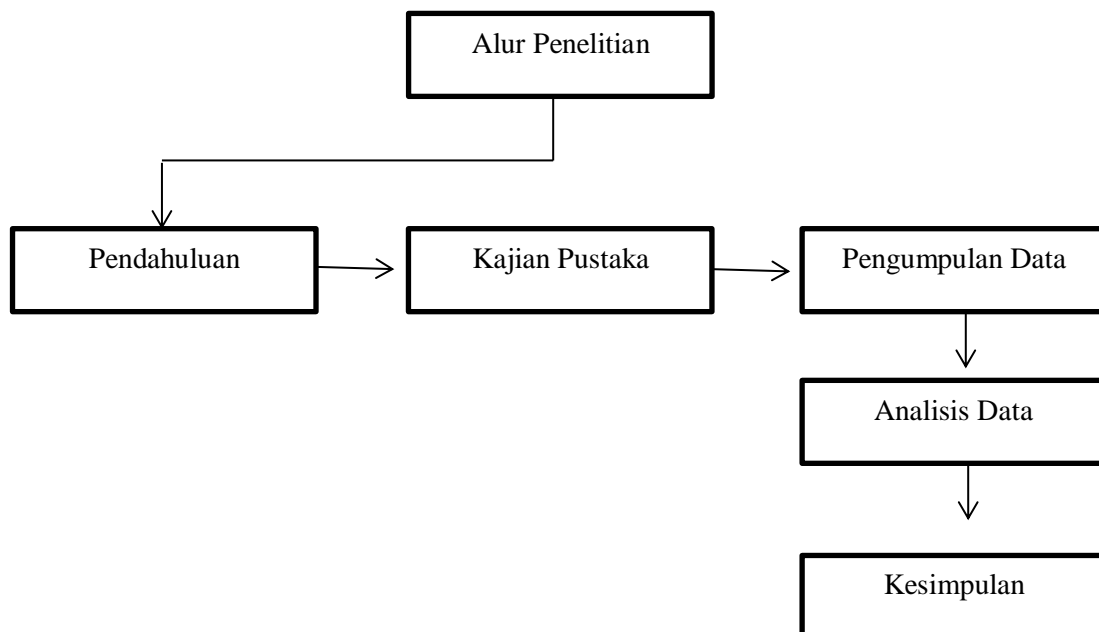 Alur Penelitian
Pendahuluan
Kajian Pustaka
Pengumpulan Data
Analisis Data
Kesimpulan